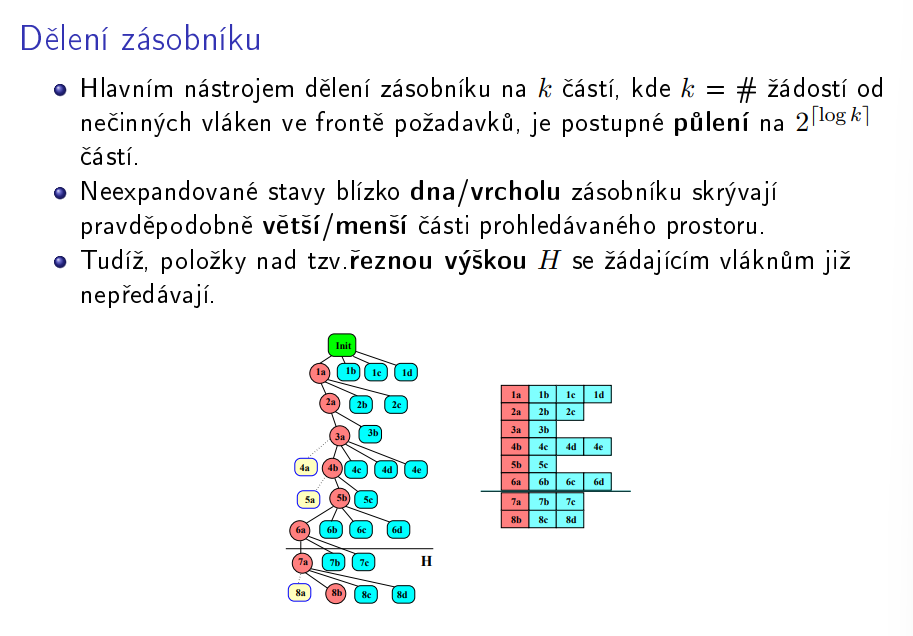 Dělení zásobníku
Hlavním nástrojem dělení zásobníku na k částí, kde k = # žádostí od
nečinných vláken ve frontě požadavků, je postupné půlení na 2^⌈log k⌉
částí.
Neexpandované stavy blízko dna/vrcholu zásobníku skrývají
pravděpodobně větší/menší části prohledávaného prostoru.
Tudíž, položky nad tzv.řeznou výškou H se žádajícím vláknům již
nepředávají.
Init
1a 1b 1c 1d
2a 2b 2c
3a 3b
4a 4b 4c 4d 4e
5a 5b 5c
6a 6b 6c 6d
7a 7b 7c H
8a 8b 8c 8d
1a 1b 1c 1d
2a 2b 2c
3a 3b
4b 4c 4d 4e
5b 5c
6a 6b 6c 6d
7a 7b 7c
8b 8c 8d